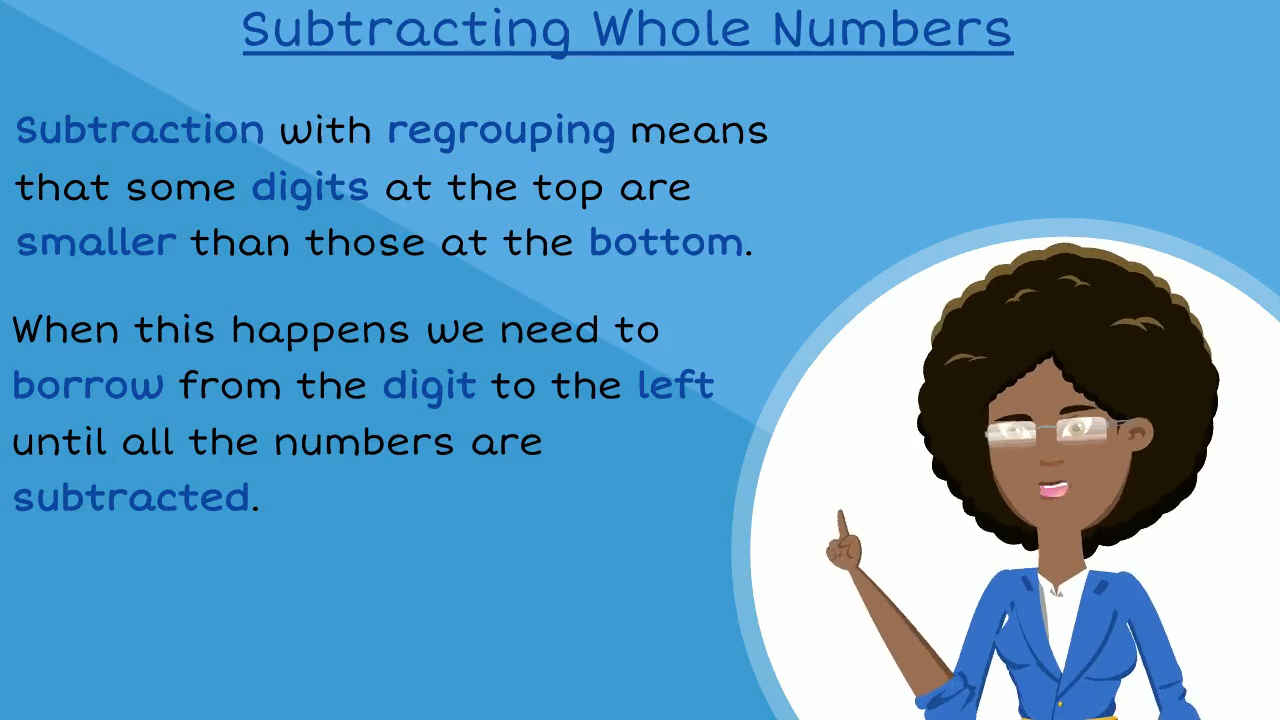 Subtracting Whole Numbers
Subtraction with regrouping means
that some digits at the top are
smaller than those at the bottom.
When this happens we need to
borrow from the digit to the left
until all the numbers are
subtracted.